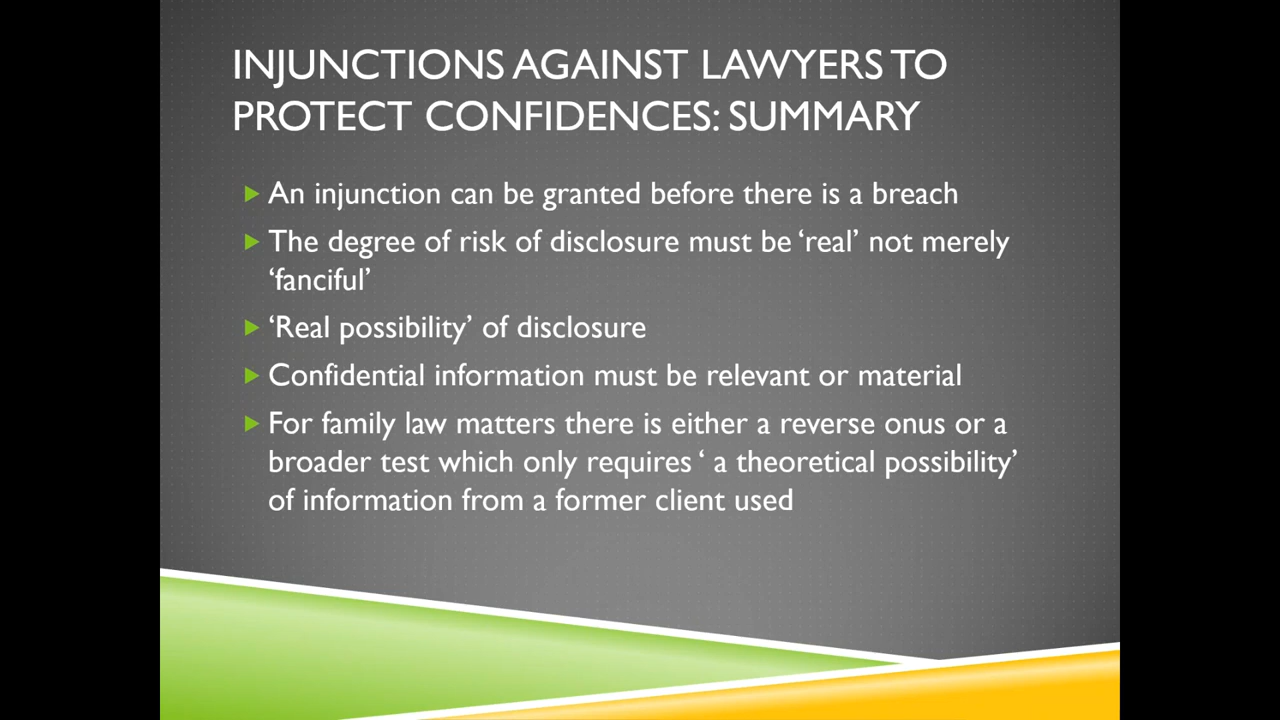 INJUNCTIONS AGAINST LAWYERS TO
PROTECT CONFIDENCES: SUMMARY
An injunction can be granted before there is a breach
The degree of risk of disclosure must be ‘real’ not merely
‘fanciful’
‘Real possibility’ of disclosure
Confidential information must be relevant or material
For family law matters there is either a reverse onus or a
broader test which only requires ‘ a theoretical possibility’
of information from a former client used